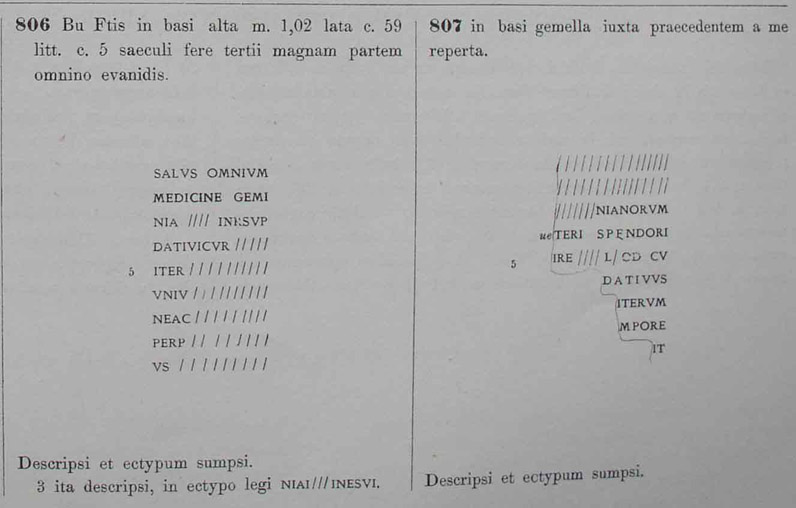 806 Bu Ftis in basi alta m. 1,02 lata c. 59
litt. c. 5 saeculi fere tertii magnam partem
omnino evanidis.
SALVS OMNIVM
MEDICINE GEMI
NIA //// INESVP
DATIVICVR /////
5 ITER //////////
VNIV //////////
NEAC /////////
PERP // //////
VS /////////
Descripsi et ectypum sumpsi.
3 ita descripsi, in ectypo legi NIAI///INESVI.
807 in basi gemella iuxta praecedentem a me
reperta.
///////////////
///////////////
///////NIANORVM
ueTERI SPENDORI
5 IRE //// L/ CD CV
DATIVVS
ITERVM
MPORE
IT
Descripsi et ectypum sumpsi.